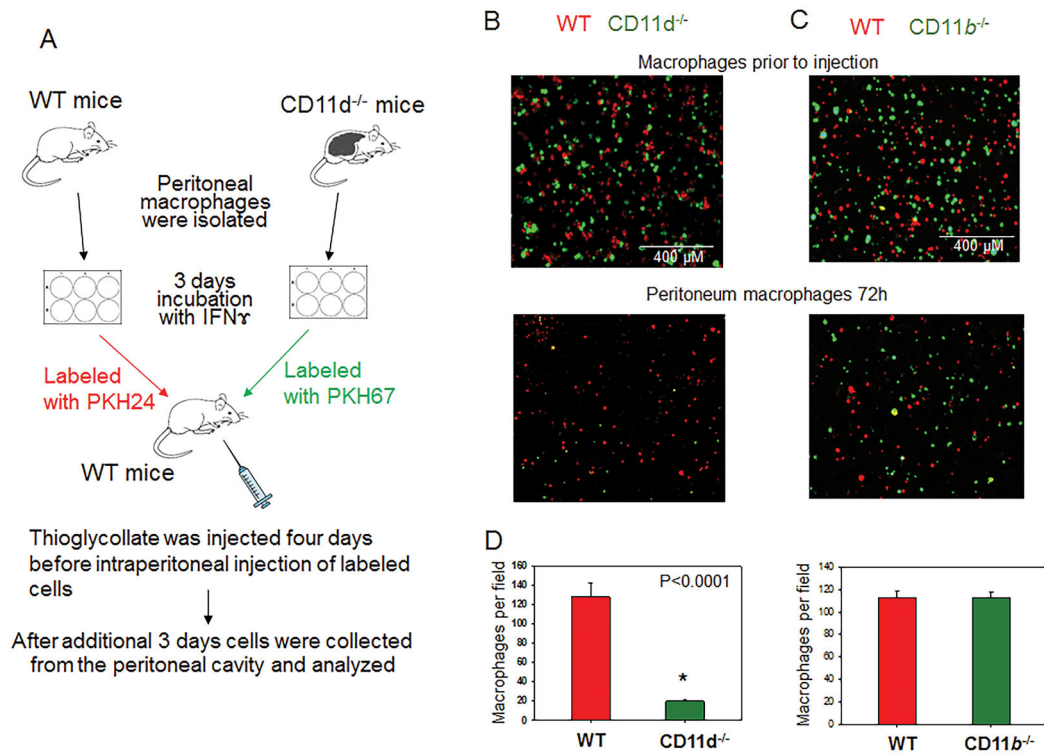 A
WT mice
CD11d-/- mice
Peritoneal
macrophages
were isolated
3 days
incubation
with IFNɤ
Labeled
with PKH24
Labeled
with PKH67
WT mice
Thioglycollate was injected four days
before intraperitoneal injection of labeled
cells
After additional 3 days cells were collected
from the peritoneal cavity and analyzed
B
WT CD11d-/-
C
WT CD11b-/-
Macrophages prior to injection
400 µM
400 µM
Peritoneum macrophages 72h
D
Macrophages per field
160
140
120
100
80
60
40
20
0
P<0.0001
*
WT
CD11d-/-
Macrophages per field
140
120
100
80
60
40
20
0
WT
CD11b-/-